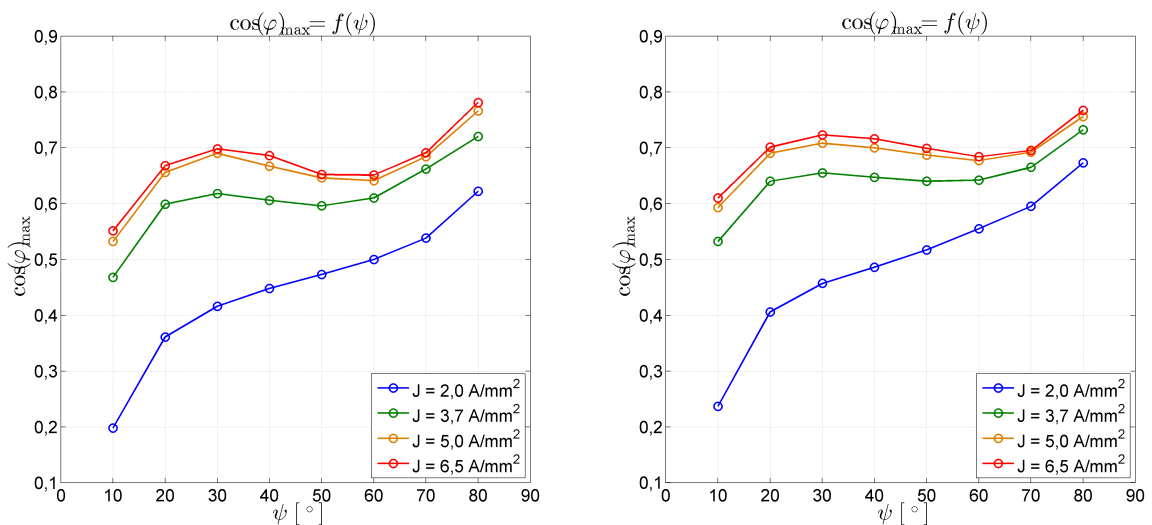 cos(φ)max = f(ψ)
0,9
0,8
0,7
0,6
0,5
0,4
0,3
0,2
0,1
cos(φ)max
J = 2,0 A/mm²
J = 3,7 A/mm²
J = 5,0 A/mm²
J = 6,5 A/mm²
0 10 20 30 40 50 60 70 80 90
ψ [°]
cos(φ)max = f(ψ)
0,9
0,8
0,7
0,6
0,5
0,4
0,3
0,2
0,1
cos(φ)max
J = 2,0 A/mm²
J = 3,7 A/mm²
J = 5,0 A/mm²
J = 6,5 A/mm²
0 10 20 30 40 50 60 70 80 90
ψ [°]